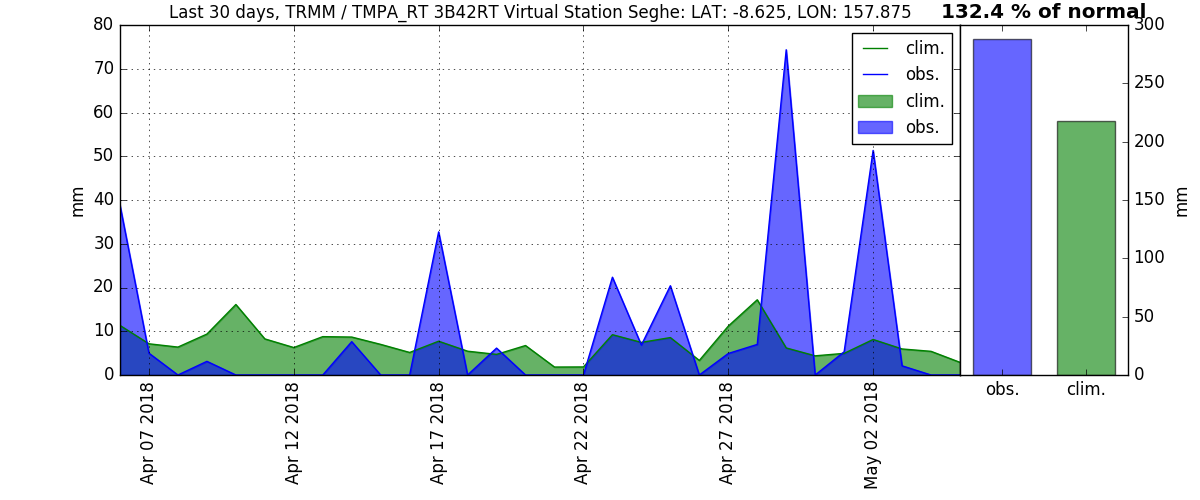 Last 30 days, TRMM / TMPA_RT 3B42RT Virtual Station Seghe: LAT: -8.625, LON: 157.875
132.4 % of normal
80
70
60
50
40
30
20
10
0
mm
clim.
obs.
clim.
obs.
Apr 07 2018
Apr 12 2018
Apr 17 2018
Apr 22 2018
Apr 27 2018
May 02 2018
300
250
200
150
100
50
0
mm
obs.
clim.